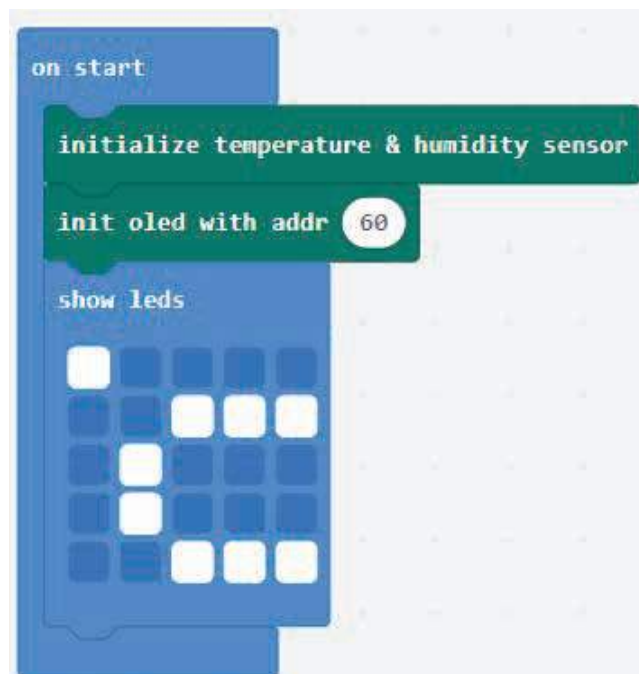 on start
initialize temperature & humidity sensor
init oled with addr 60
show leds